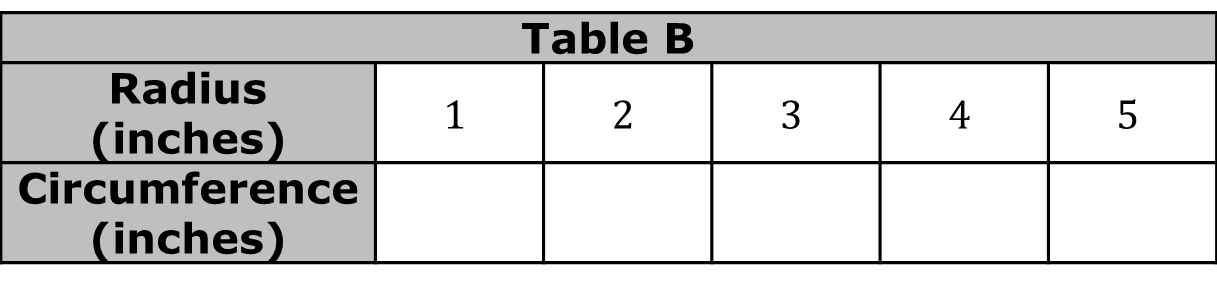 Table B
Radius
(inches)
1 2 3 4 5
Circumference
(inches)